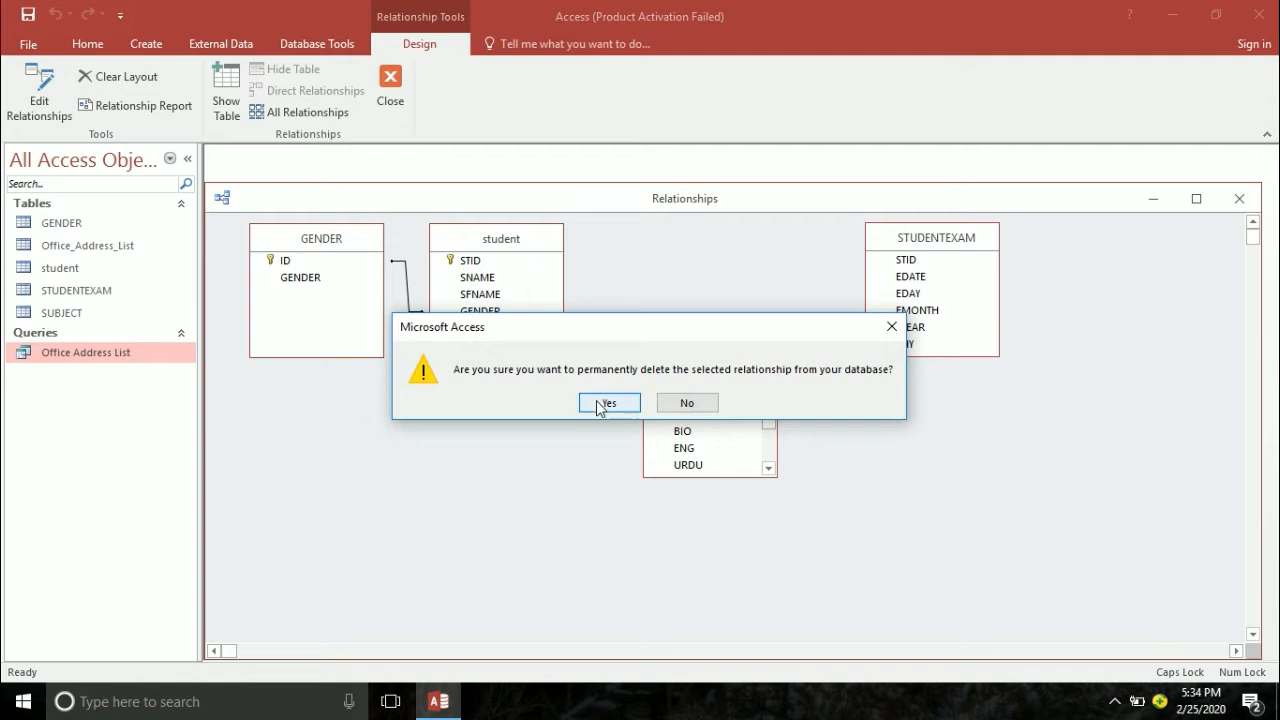 Relationship Tools
Access (Product Activation Failed)
?
File
Home
Create
External Data
Database Tools
Design
Tell me what you want to do...
Sign in
Edit
Relationships
Clear Layout
Relationship Report
Tools
Show
Table
Hide Table
Direct Relationships
All Relationships
Relationships
Close
All Access Obje...
Search...
Tables
GENDER
Office_Address_List
student
STUDENTEXAM
SUBJECT
Queries
Office Address List
Relationships
GENDER
ID
GENDER
student
STID
SNAME
SFNAME
GENDER
STUDENTEXAM
STID
EDATE
EDAY
EMONTH
Microsoft Access
Are you sure you want to permanently delete the selected relationship from your database?
Yes
No
BIO
ENG
URDU
Ready
Caps Lock
Num Lock
Type here to search
5:34 PM
2/25/2020
2